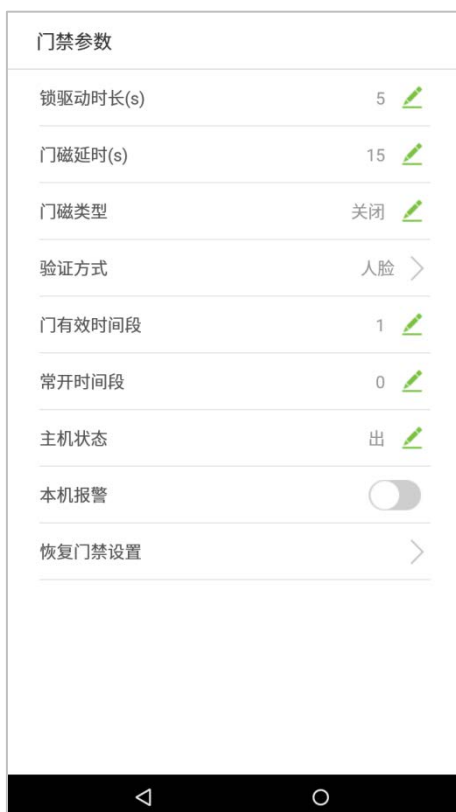 门禁参数
锁驱动时长(s) 5
门磁延时(s) 15
门磁类型 关闭
验证方式 人脸
门有效时间段 1
常开时间段 0
主机状态 出
本机报警
恢复门禁设置